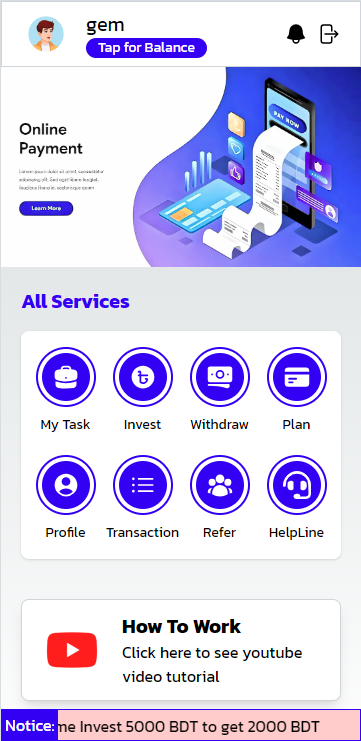 gem
Tap for Balance
Online
Payment
Lorem ipsum dolor sit amet, consectetur
adipiscing elit. Sed eget libero feugiat,
faucibus libero in, scelerisque quam
Learn More
PAY NOW
All Services
My Task
Invest
Withdraw
Plan
Profile
Transaction
Refer
HelpLine
How To Work
Click here to see youtube
video tutorial
Notice:
me Invest 5000 BDT to get 2000 BDT